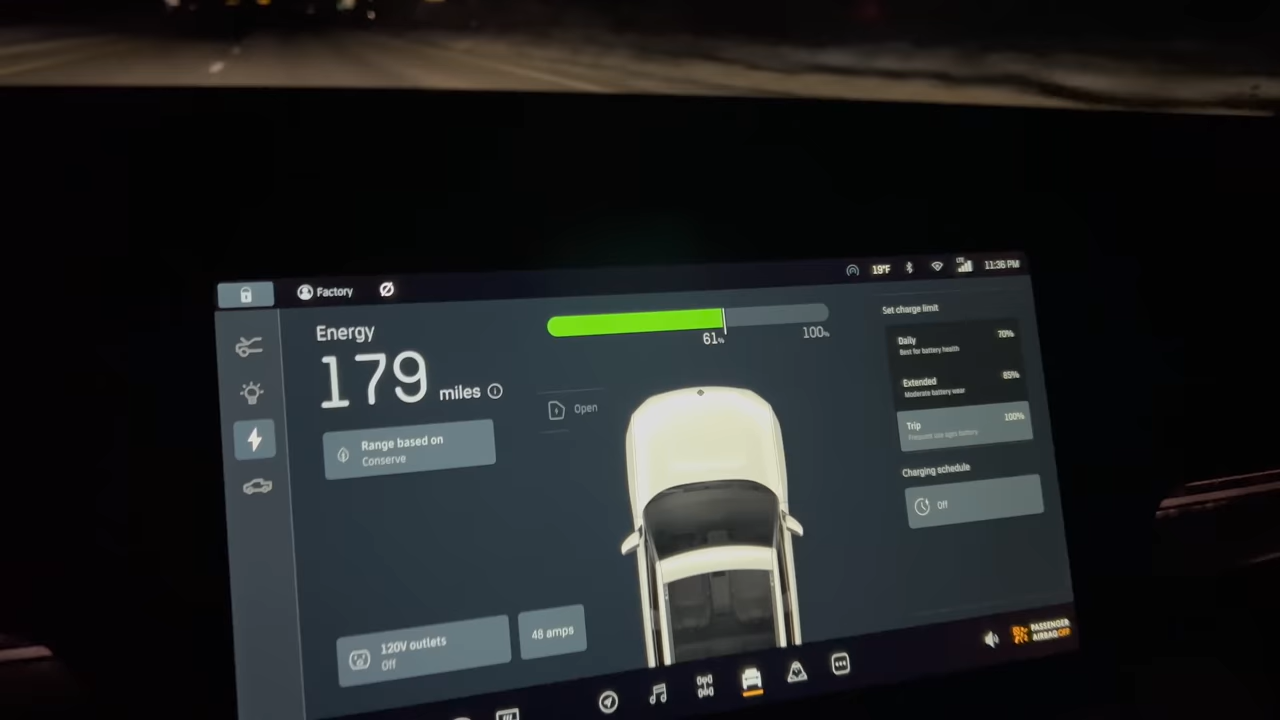 Factory
19°F
LTE
11:36 PM
Energy
179 miles
Range based on
Conserve
61%
100%
Open
Set charge limit
Daily
70%
Best for battery health
Extended
85%
Moderate battery wear
Trip
100%
Charging schedule
Off
120V outlets
Off
48 amps
PASSENGER
AIRBAG OFF